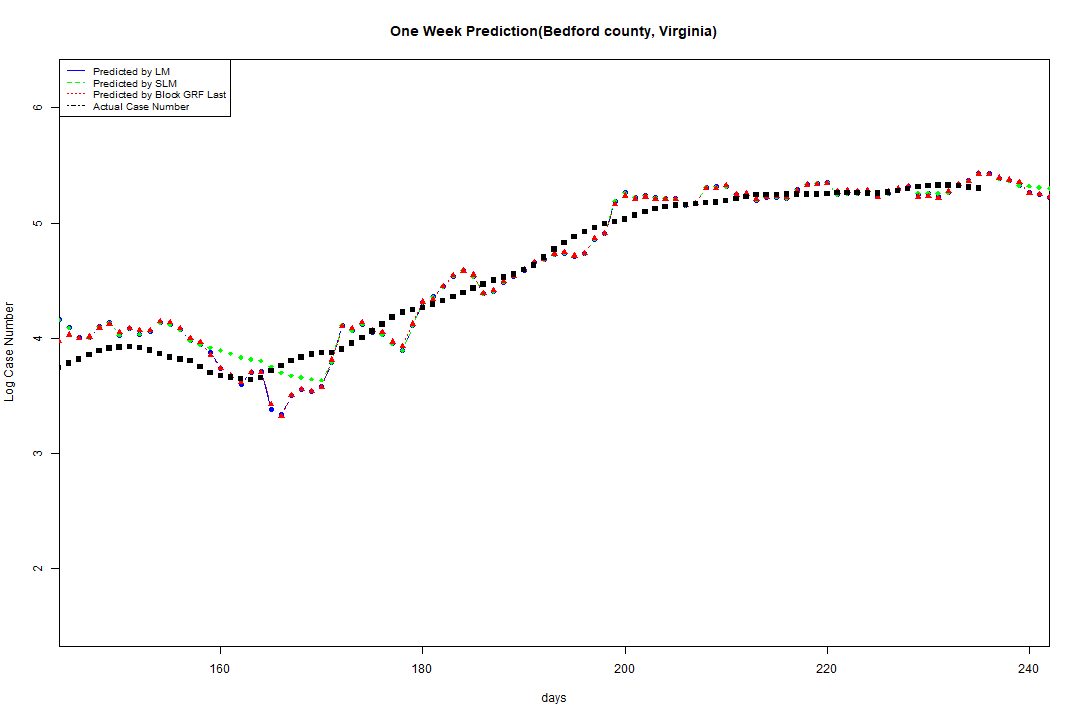 One Week Prediction(Bedford county, Virginia)
Predicted by LM
Predicted by SLM
Predicted by Block GRF Last
Actual Case Number
6
5
4
3
2
Log Case Number
160 180 200 220 240
days